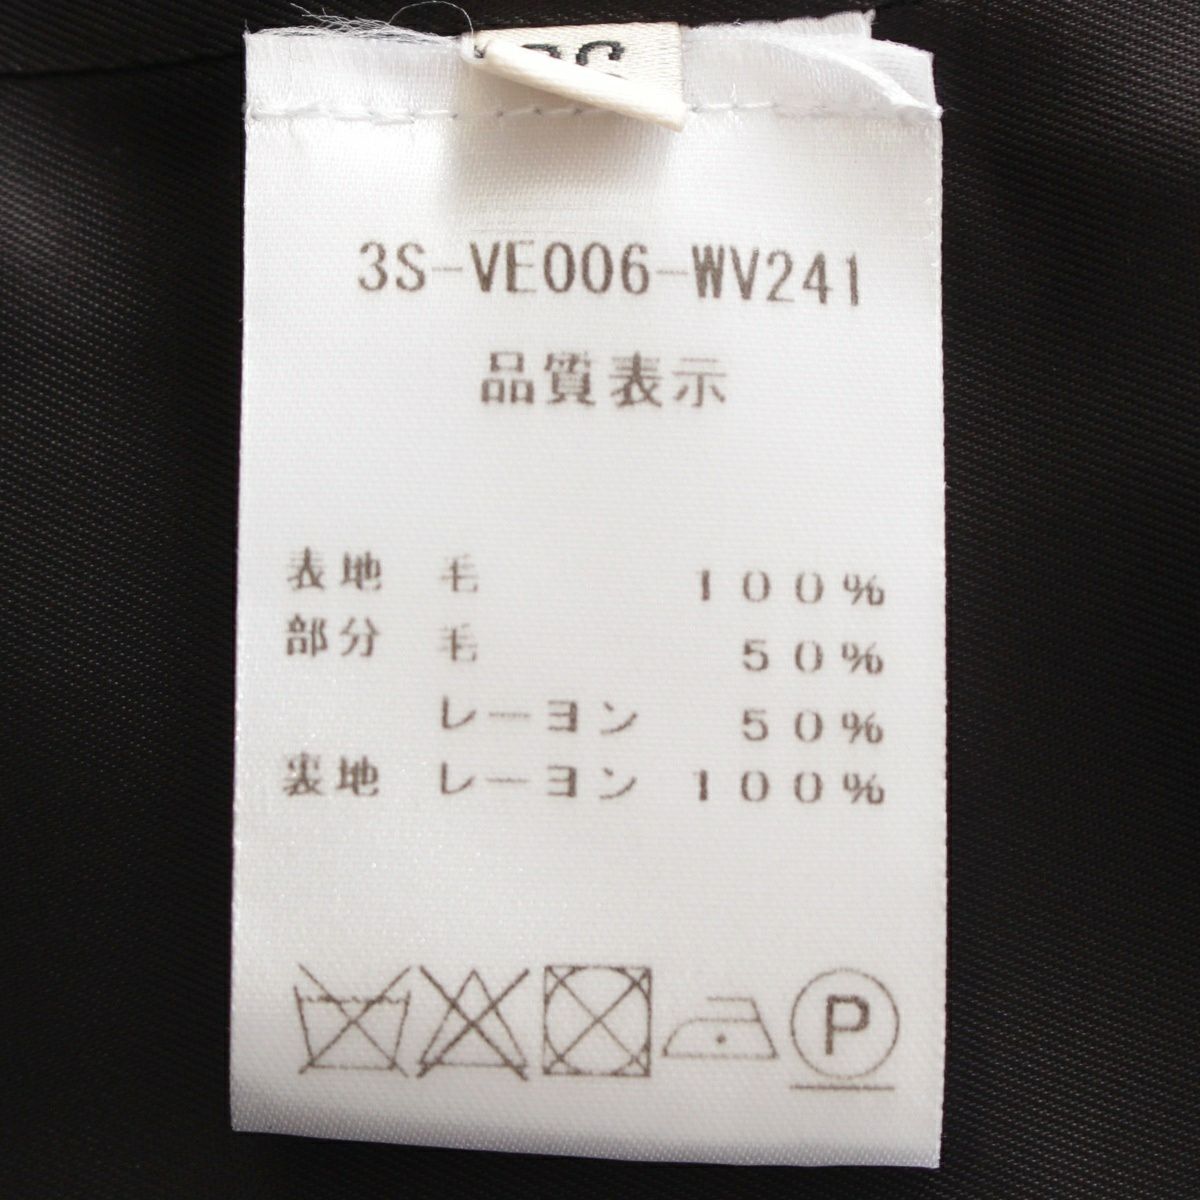 3S-VE006-WV241
品質表示
表地 毛 100%
部分 毛 50%
レーヨン 50%
裏地 レーヨン 100%
P